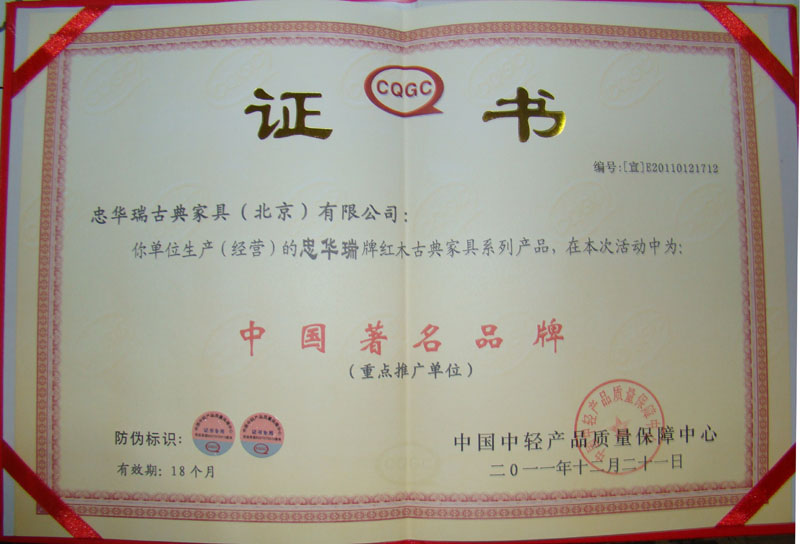 CQGC
证书
编号:[宣]E20110121712
忠华瑞古典家具(北京)有限公司:
你单位生产(经营)的忠华瑞牌红木古典家具系列产品,在本次活动中为:
中国著名品牌
(重点推广单位)
防伪标识:
中国中轻产品质量保障中心
有效期:18个月
二0一一年十二月二十一日